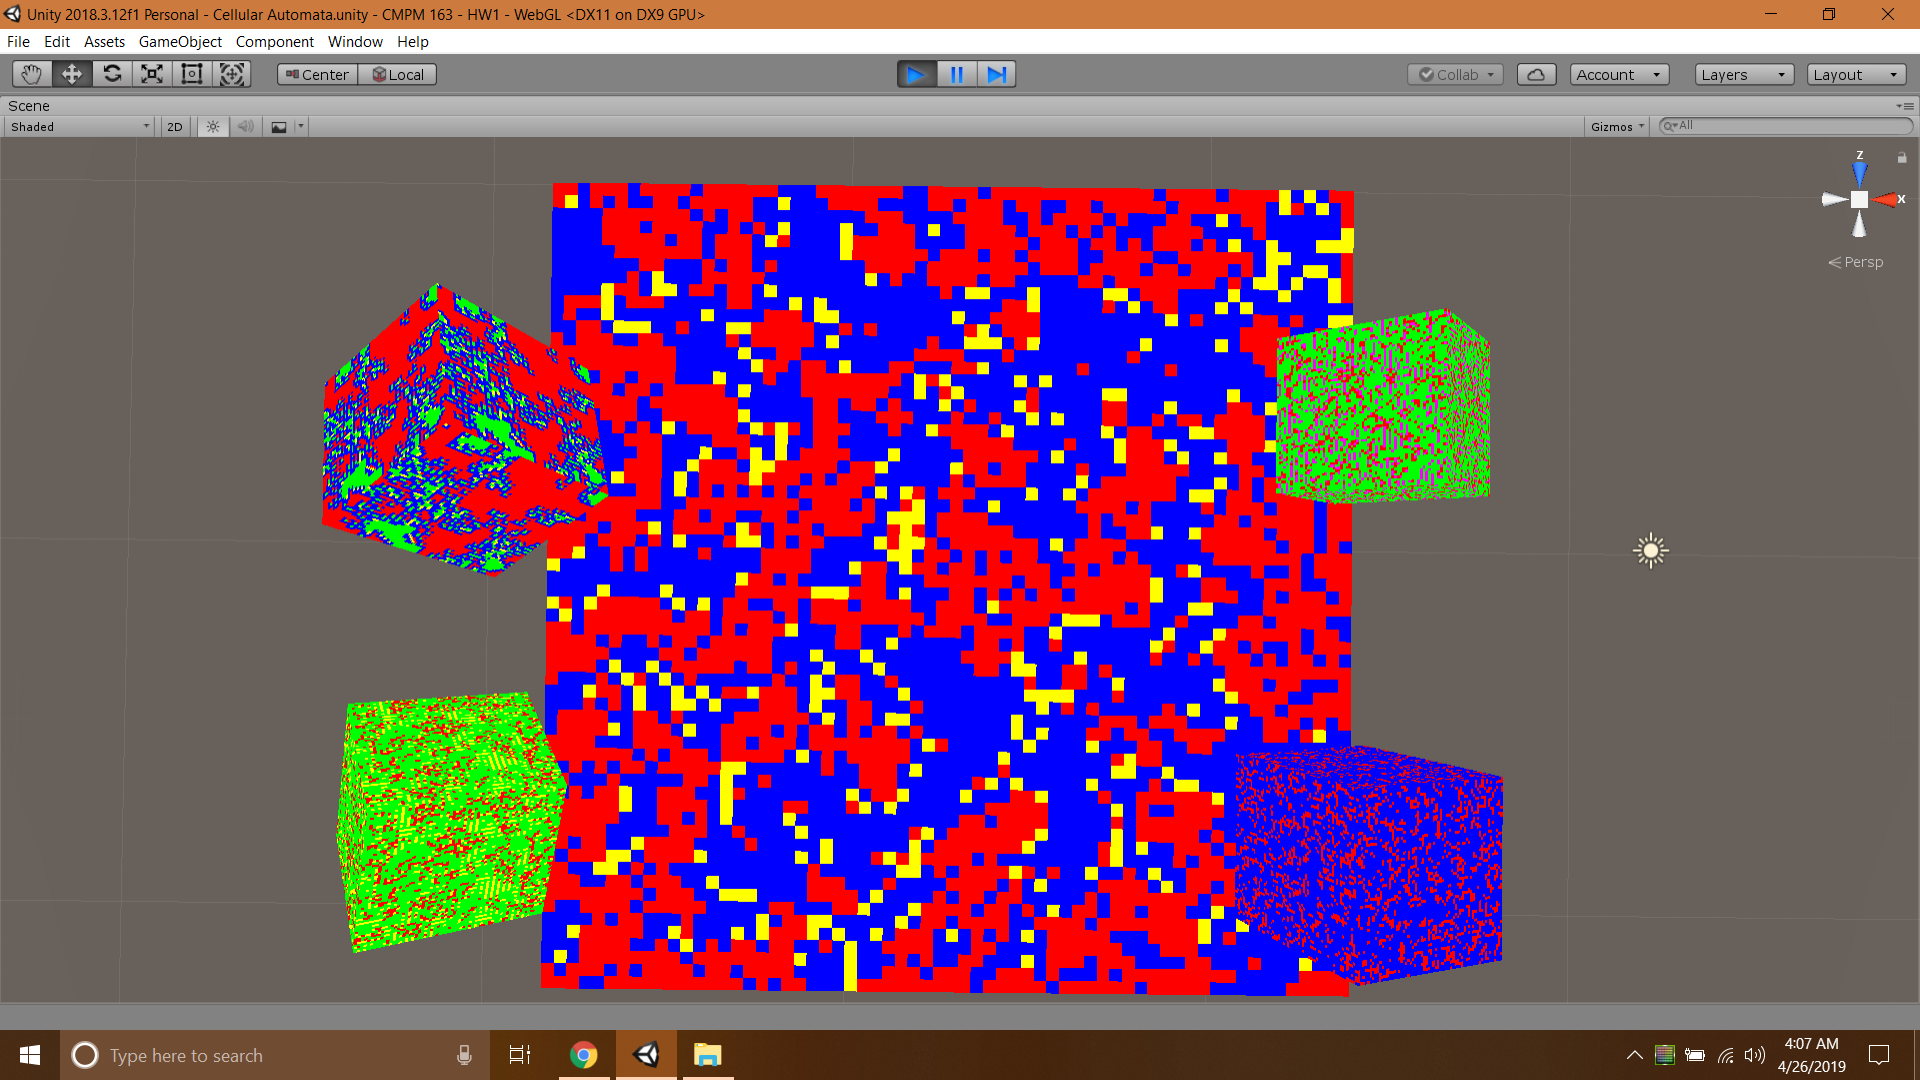 Unity 2018.3.12f1 Personal - Cellular Automata.unity - CMPM 163 - HW1 - WebGL <DX11 on DX9 GPU>
File Edit Assets GameObject Component Window Help
Center Local Collab Account Layers Layout
Scene
Shaded 2D Gizmos All
z
x
Persp
Type here to search
4:07 AM
4/26/2019